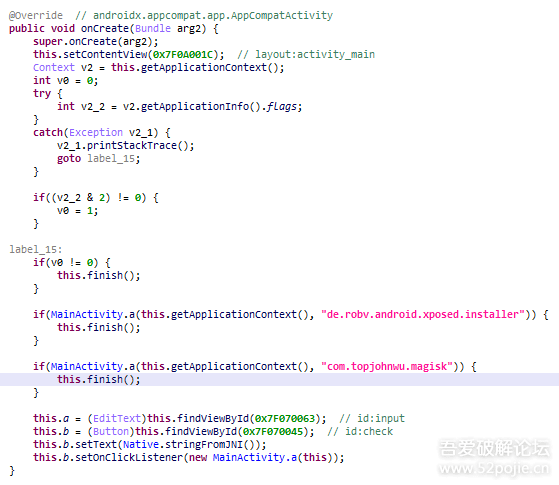 @Override  // androidx.appcompat.app.AppCompatActivity
public void onCreate(Bundle arg2) {
    super.onCreate(arg2);
    this.setContentView(0x7F0A001C);  // layout:activity_main
    Context v2 = this.getApplicationContext();
    int v0 = 0;
    try {
        int v2_2 = v2.getApplicationInfo().flags;
    }
    catch(Exception v2_1) {
        v2_1.printStackTrace();
        goto label_15;
    }

    if((v2_2 & 2) != 0) {
        v0 = 1;
    }

label_15:
    if(v0 != 0) {
        this.finish();
    }

    if(MainActivity.a(this.getApplicationContext(), "de.robv.android.xposed.installer")) {
        this.finish();
    }

    if(MainActivity.a(this.getApplicationContext(), "com.topjohnwu.magisk")) {
        this.finish();
    }

    this.a = (EditText)this.findViewById(0x7F070063);  // id:input
    this.b = (Button)this.findViewById(0x7F070045);  // id:check
    this.b.setText(Native.stringFromJNI());
    this.b.setOnClickListener(new MainActivity.a(this));
}
吾爱破解论坛
www.52pojie.cn